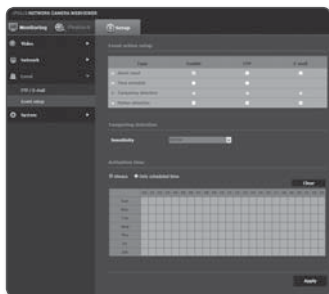 NETWORK CAMERA WEBVIEWER
Monitoring
Setup
Video
Network
Event
FTP / E-mail
Event setup
System
Event action setup
Type Enable FTP E-mail
Alarm input
Time schedule
Tampering detection
Motion detection
Tampering detection
Sensitivity
Activation time
Always Only scheduled time
Clear
Sun
Mon
Tue
Wed
Thu
Fri
Sat
Apply